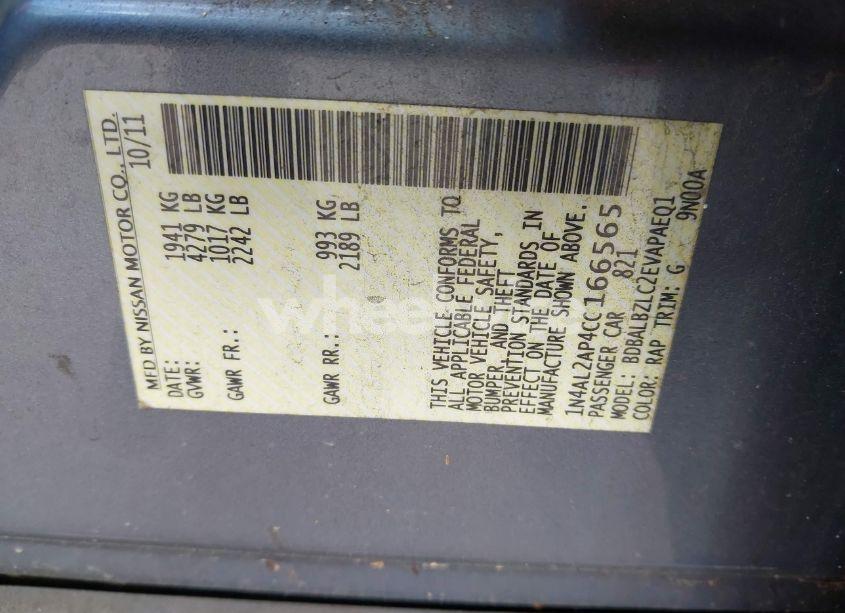 MFD BY NISSAN MOTOR CO., LTD.
DATE: 10/11
GVWR: 1941 KG
4279 LB
GAWR FR.: 1017 KG
2242 LB
GAWR RR.: 993 KG
2189 LB
THIS VEHICLE CONFORMS TO
ALL APPLICABLE FEDERAL
MOTOR VEHICLE SAFETY,
BUMPER, AND THEFT
PREVENTION STANDARDS IN
EFFECT ON THE DATE OF
MANUFACTURE SHOWN ABOVE.
1N4AL2AP4CC166565
PASSENGER CAR 821
MODEL: BDBALBZLC2EVAPAEQ1
COLOR: RAP TRIM: G 9N00A